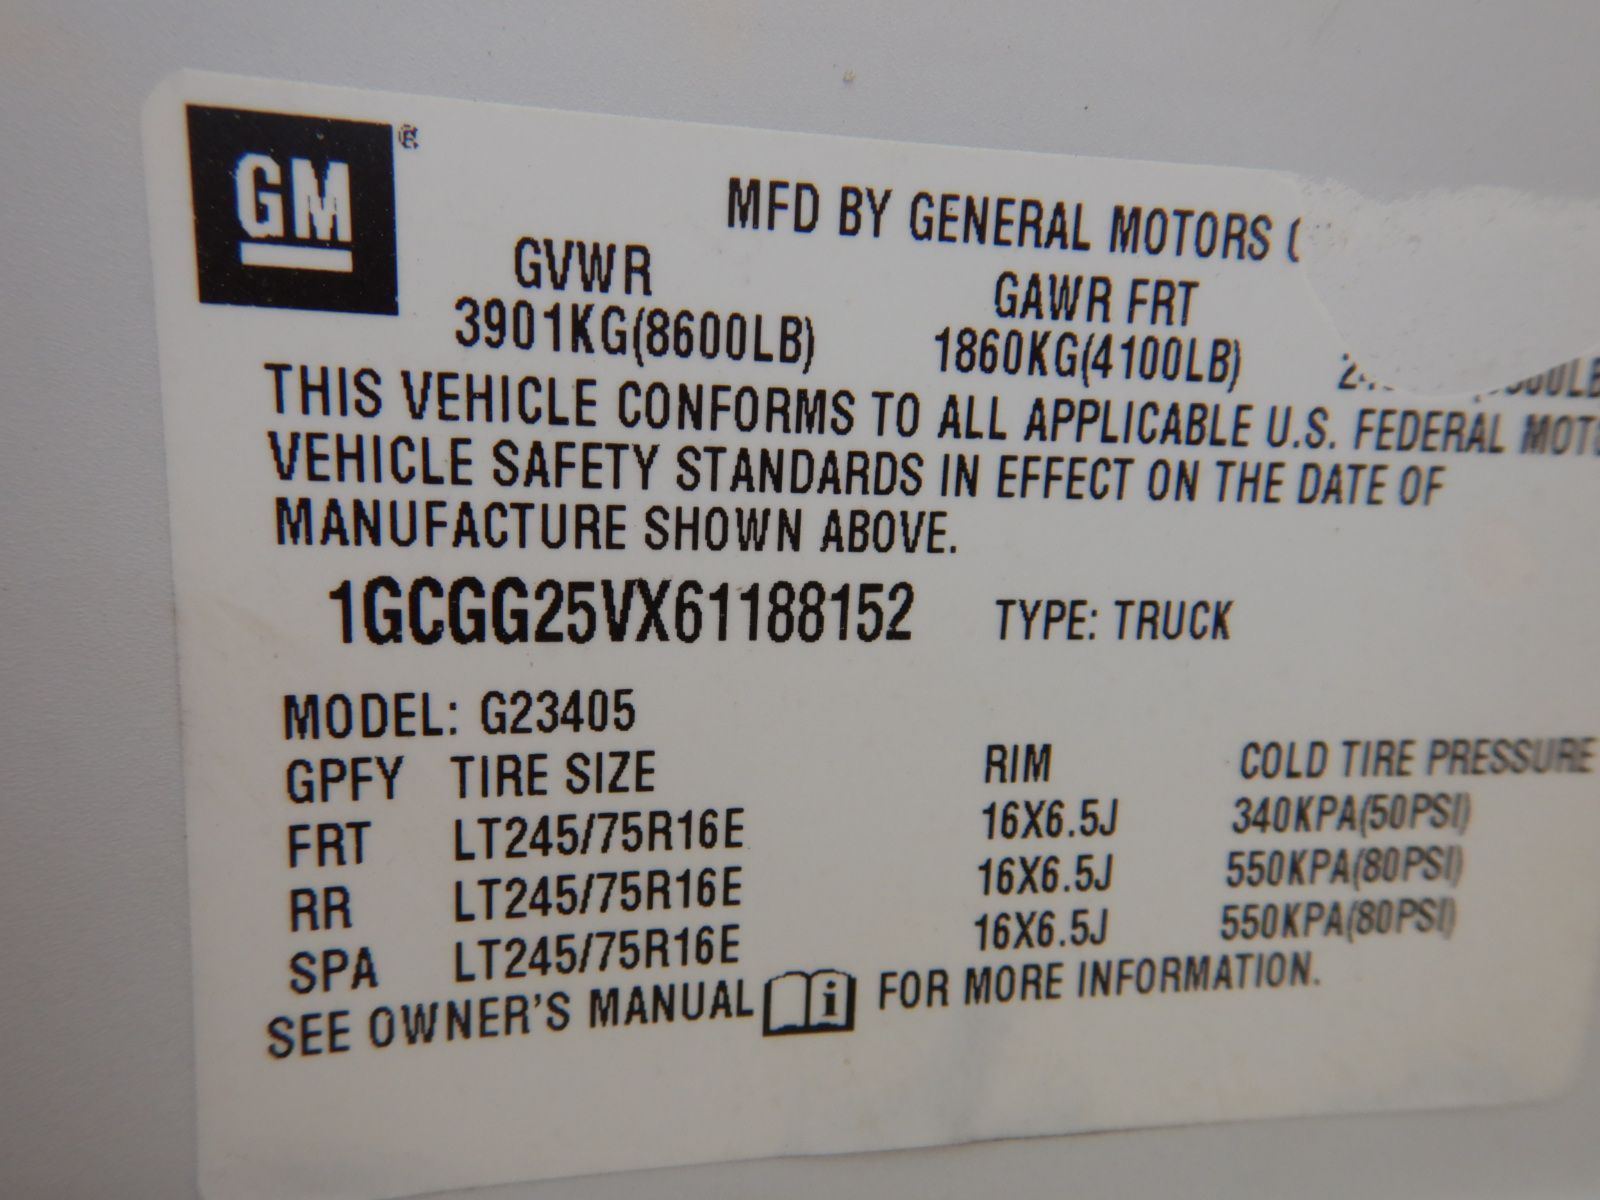 GM ®
MFD BY GENERAL MOTORS
GVWR GAWR FRT
3901KG(8600LB) 1860KG(4100LB)
THIS VEHICLE CONFORMS TO ALL APPLICABLE U.S. FEDERAL
VEHICLE SAFETY STANDARDS IN EFFECT ON THE DATE OF
MANUFACTURE SHOWN ABOVE.
1GCGG25VX61188152 TYPE: TRUCK
MODEL: G23405
GPFY TIRE SIZE RIM COLD TIRE PRESSURE
FRT LT245/75R16E 16X6.5J 340KPA(50PSI)
RR LT245/75R16E 16X6.5J 550KPA(80PSI)
SPA LT245/75R16E 16X6.5J 550KPA(80PSI)
SEE OWNER'S MANUAL i FOR MORE INFORMATION.